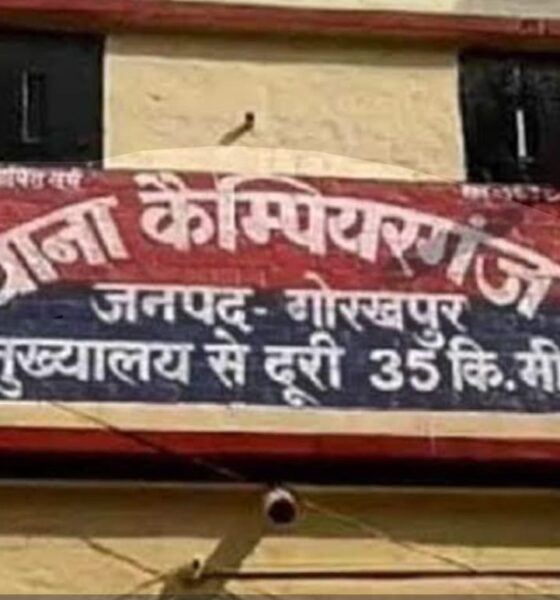 थाना कैम्पियरगंज
जनपद- गोरखपुर
मुख्यालय से दूरी 35 कि.मी